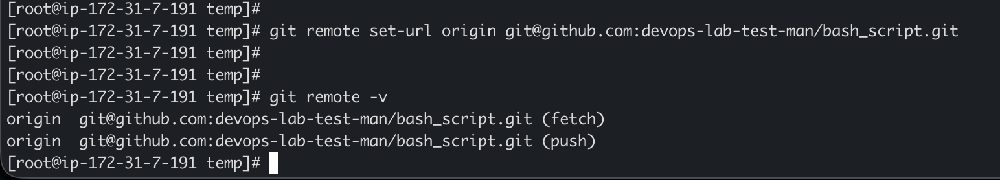 [root@ip-172-31-7-191 temp]#
[root@ip-172-31-7-191 temp]# git remote set-url origin git@github.com:devops-lab-test-man/bash_script.git
[root@ip-172-31-7-191 temp]#
[root@ip-172-31-7-191 temp]#
[root@ip-172-31-7-191 temp]# git remote -v
origin  git@github.com:devops-lab-test-man/bash_script.git (fetch)
origin  git@github.com:devops-lab-test-man/bash_script.git (push)
[root@ip-172-31-7-191 temp]#